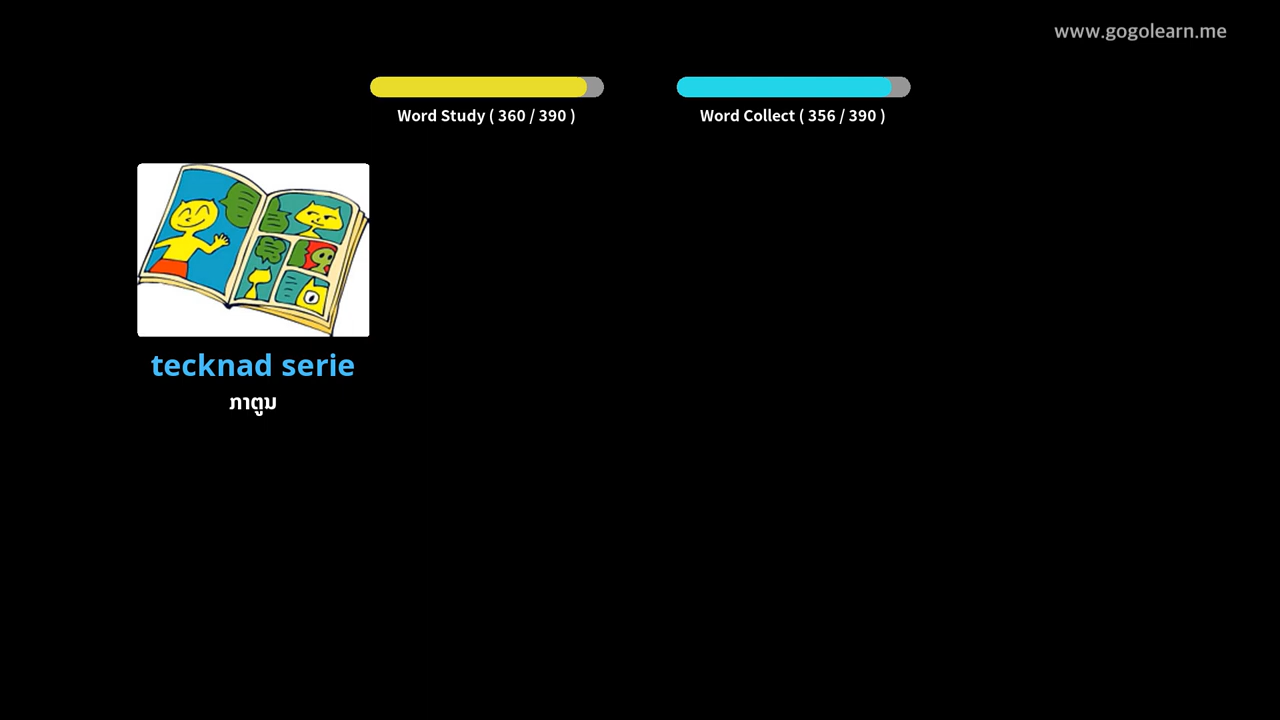 www.gogolearn.me
Word Study ( 360 / 390 )
Word Collect ( 356 / 390 )
tecknad serie
ກາຕູນ